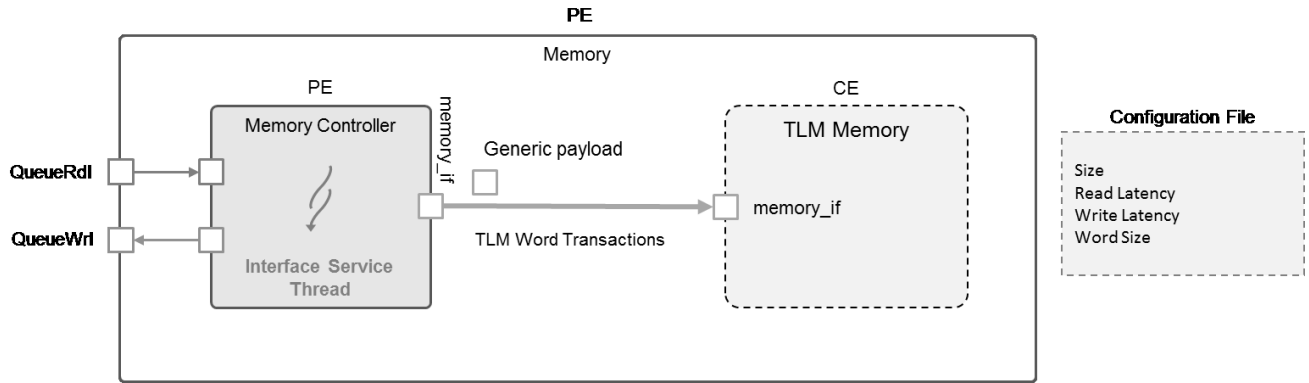 PE
Memory
PE
CE
Memory Controller
memory_if
TLM Memory
Configuration File
Generic payload
QueueRdI
Size
Read Latency
memory_if
Write Latency
QueueWrI
TLM Word Transactions
Word Size
Interface Service
Thread